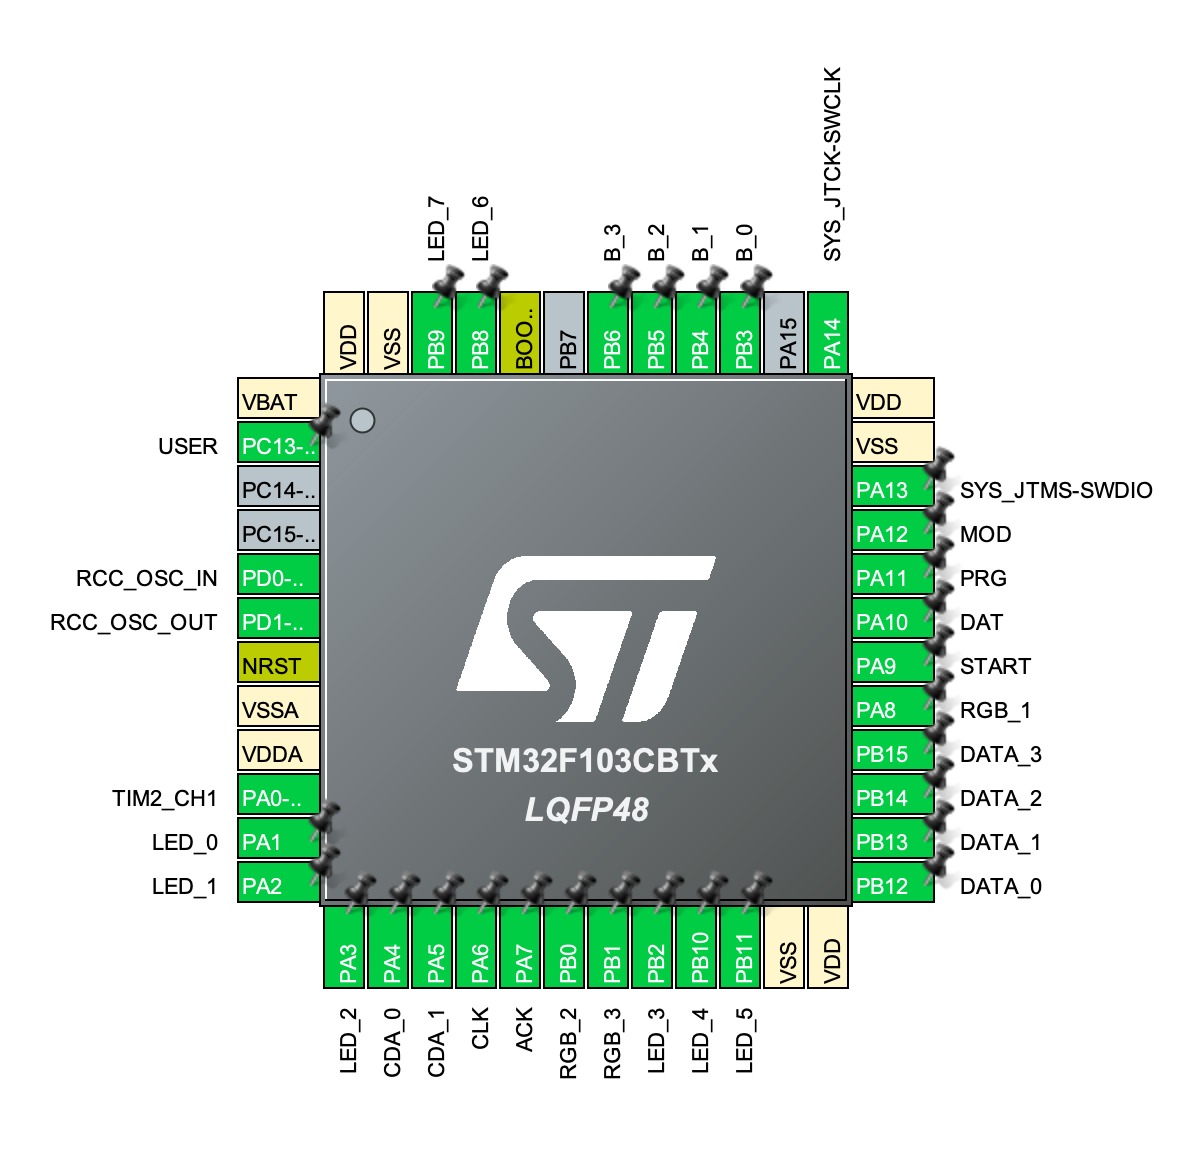 SYS_JTCK-SWCLK
LED_7
LED_6
B_3
B_2
B_1
B_0
VDD
VSS
PB9
PB8
BOO..
PB7
PB6
PB5
PB4
PB3
PA15
PA14
VBAT
VDD
USER
PC13-..
VSS
PC14-..
PA13
SYS_JTMS-SWDIO
PC15-..
PA12
MOD
RCC_OSC_IN
PD0-..
PA11
PRG
RCC_OSC_OUT
PD1-..
PA10
DAT
NRST
PA9
START
VSSA
PA8
RGB_1
VDDA
PB15
DATA_3
STM32F103CBTx
TIM2_CH1
PA0-..
PB14
DATA_2
LQFP48
LED_0
PA1
PB13
DATA_1
LED_1
PA2
PB12
DATA_0
PA3
PA4
PA5
PA6
PA7
PB0
PB1
PB2
PB10
PB11
VSS
VDD
LED_2
CDA_0
CDA_1
CLK
ACK
RGB_2
RGB_3
LED_3
LED_4
LED_5